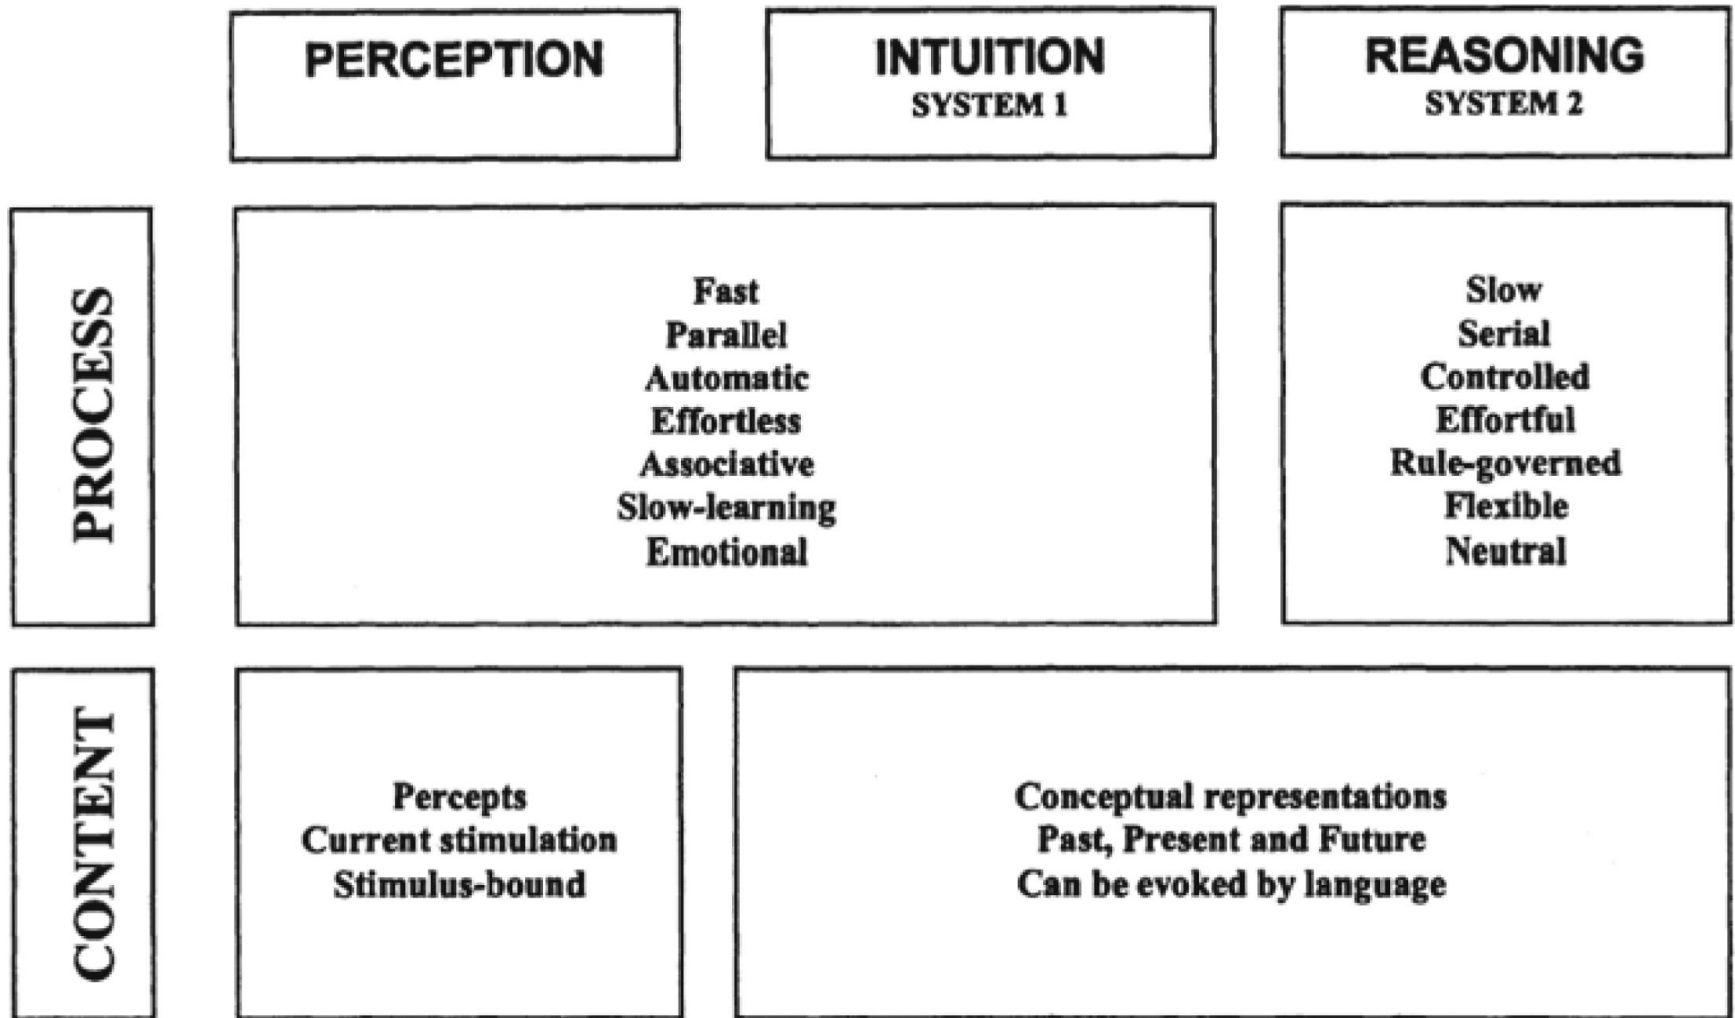 PERCEPTION
INTUITION
SYSTEM 1
REASONING
SYSTEM 2
PROCESS
Fast
Parallel
Automatic
Effortless
Associative
Slow-learning
Emotional
Slow
Serial
Controlled
Effortful
Rule-governed
Flexible
Neutral
CONTENT
Percepts
Current stimulation
Stimulus-bound
Conceptual representations
Past, Present and Future
Can be evoked by language